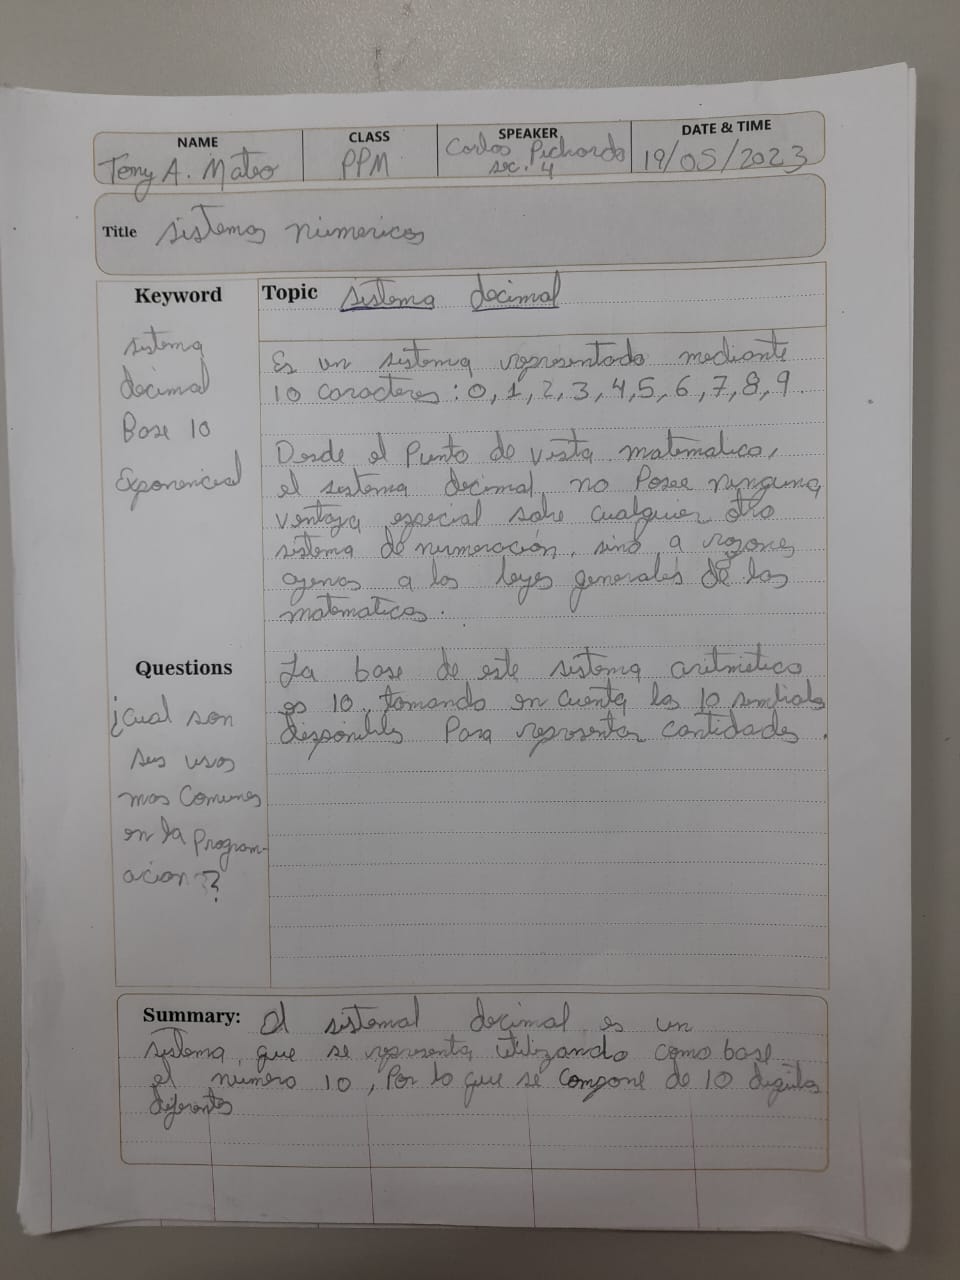 NAME
CLASS
SPEAKER
DATE & TIME
Tomy A. Mateo
PPM
Carlos Pichardo
sec. 4
19/05/2023
Title sistemas númericos
Keyword
Topic sistema decimal
sistema
decimal
Base 10
Exponencial
Es un sistema representado mediante
10 caracteres : 0, 1, 2, 3, 4, 5, 6, 7, 8, 9.
Desde el Punto de vista matematico,
el sistema decimal no Posee ninguna
ventaja especial sobre cualquier otro
sistema de numeración, sino a razones
ajenas a las leyes generales de las
matematicas.
La base de este sistema aritmético
es 10, tomando en cuenta los 10 simbolos
disponibles Para representar cantidades.
Questions
¿Cual son
sus usos
mas Comunes
en la Program-
acion?
Summary: El sistemal decimal es un
sistema, que se representa utilizando como base
el número 10, Por lo que se compone de 10 digitos
diferentes